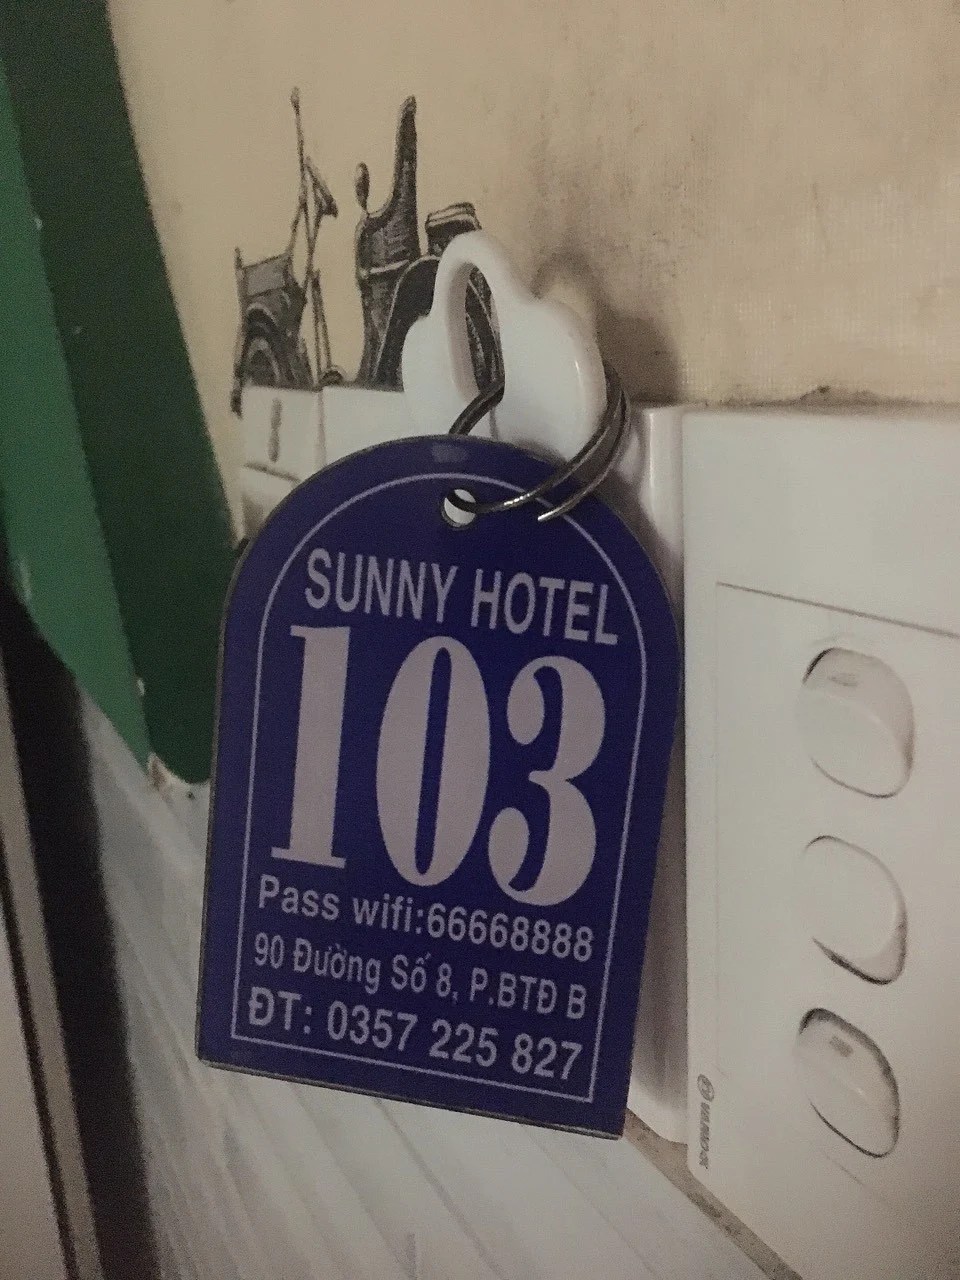 SUNNY HOTEL
103
Pass wifi:66668888
90 Đường Số 8, P.BTĐ B
ĐT: 0357 225 827